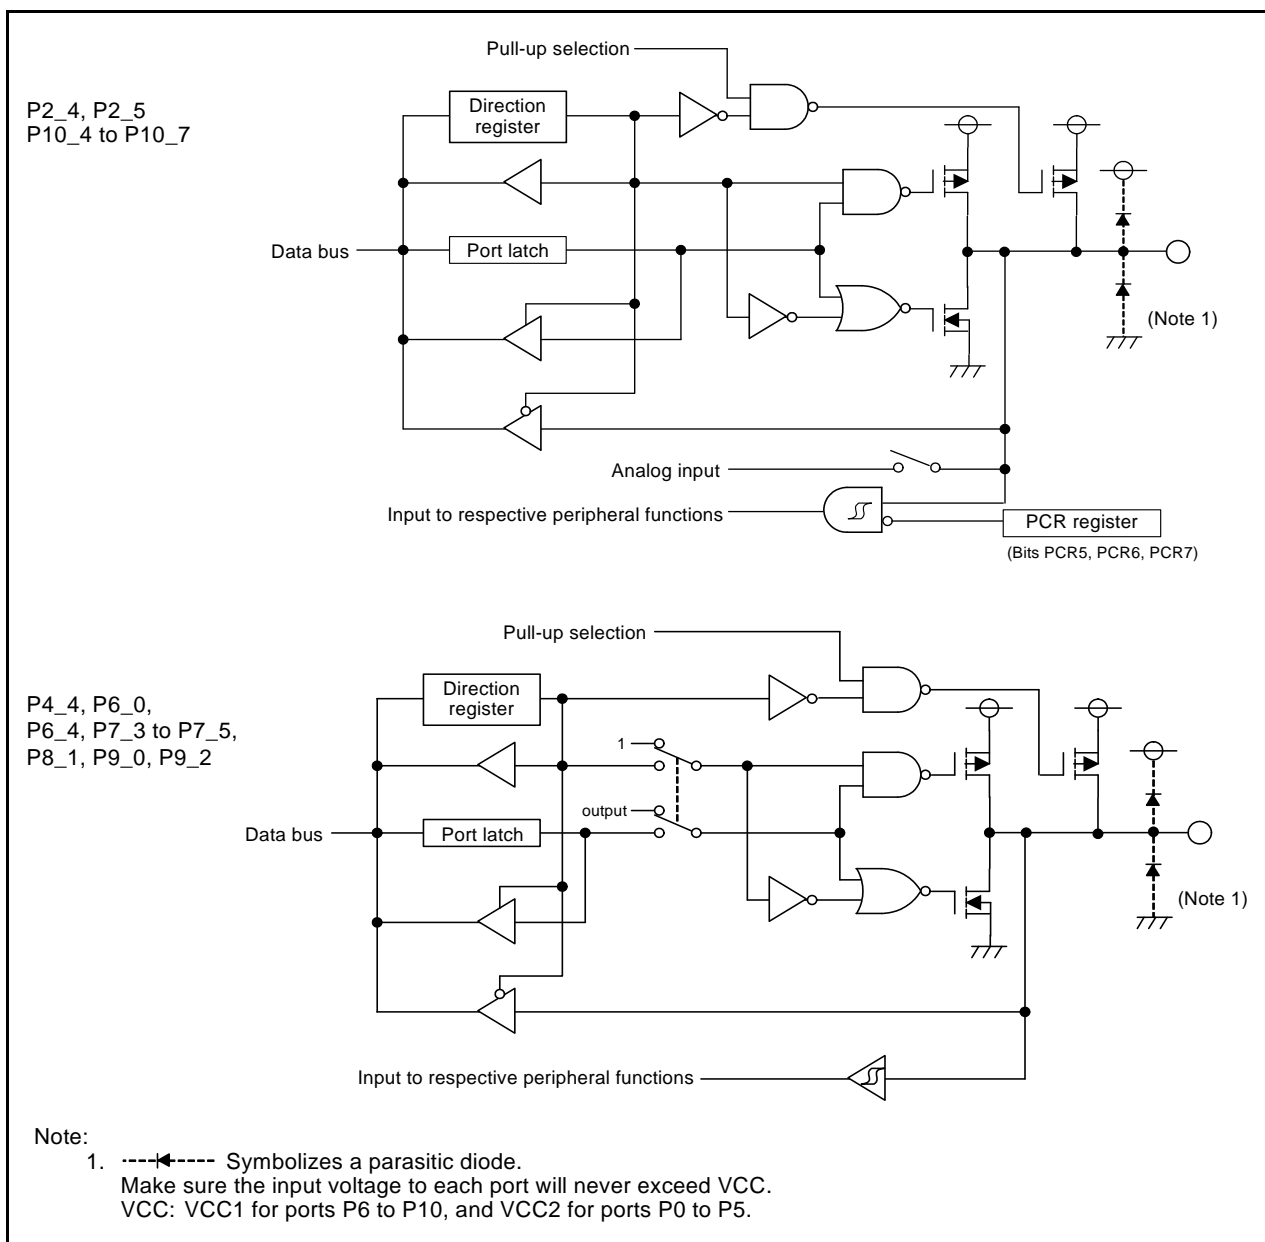 Pull-up selection
P2_4, P2_5
P10_4 to P10_7
Direction
register
Data bus
Port latch
(Note 1)
Analog input
Input to respective peripheral functions
PCR register
(Bits PCR5, PCR6, PCR7)
Pull-up selection
P4_4, P6_0,
P6_4, P7_3 to P7_5,
P8_1, P9_0, P9_2
Direction
register
1
output
Data bus
Port latch
(Note 1)
Input to respective peripheral functions
Note:
1. Symbolizes a parasitic diode.
Make sure the input voltage to each port will never exceed VCC.
VCC: VCC1 for ports P6 to P10, and VCC2 for ports P0 to P5.